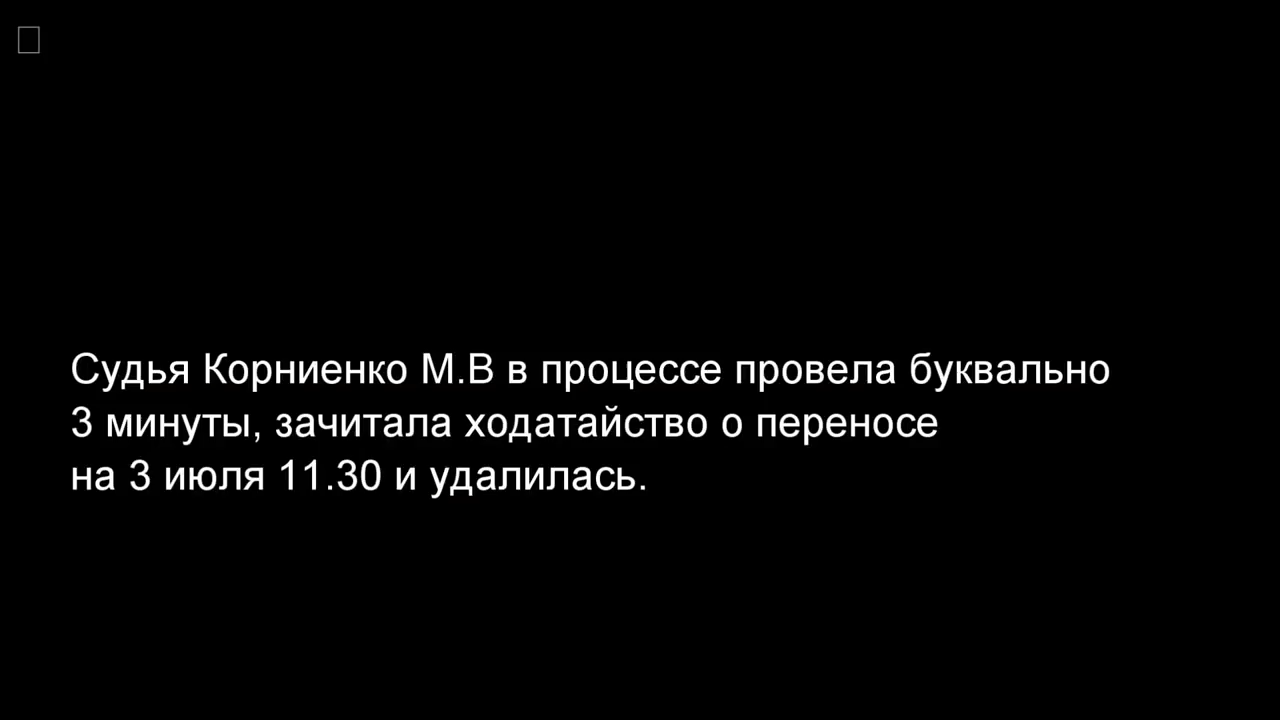 Судья Корниенко М.В в процессе провела буквально
3 минуты, зачитала ходатайство о переносе
на 3 июля 11.30 и удалилась.